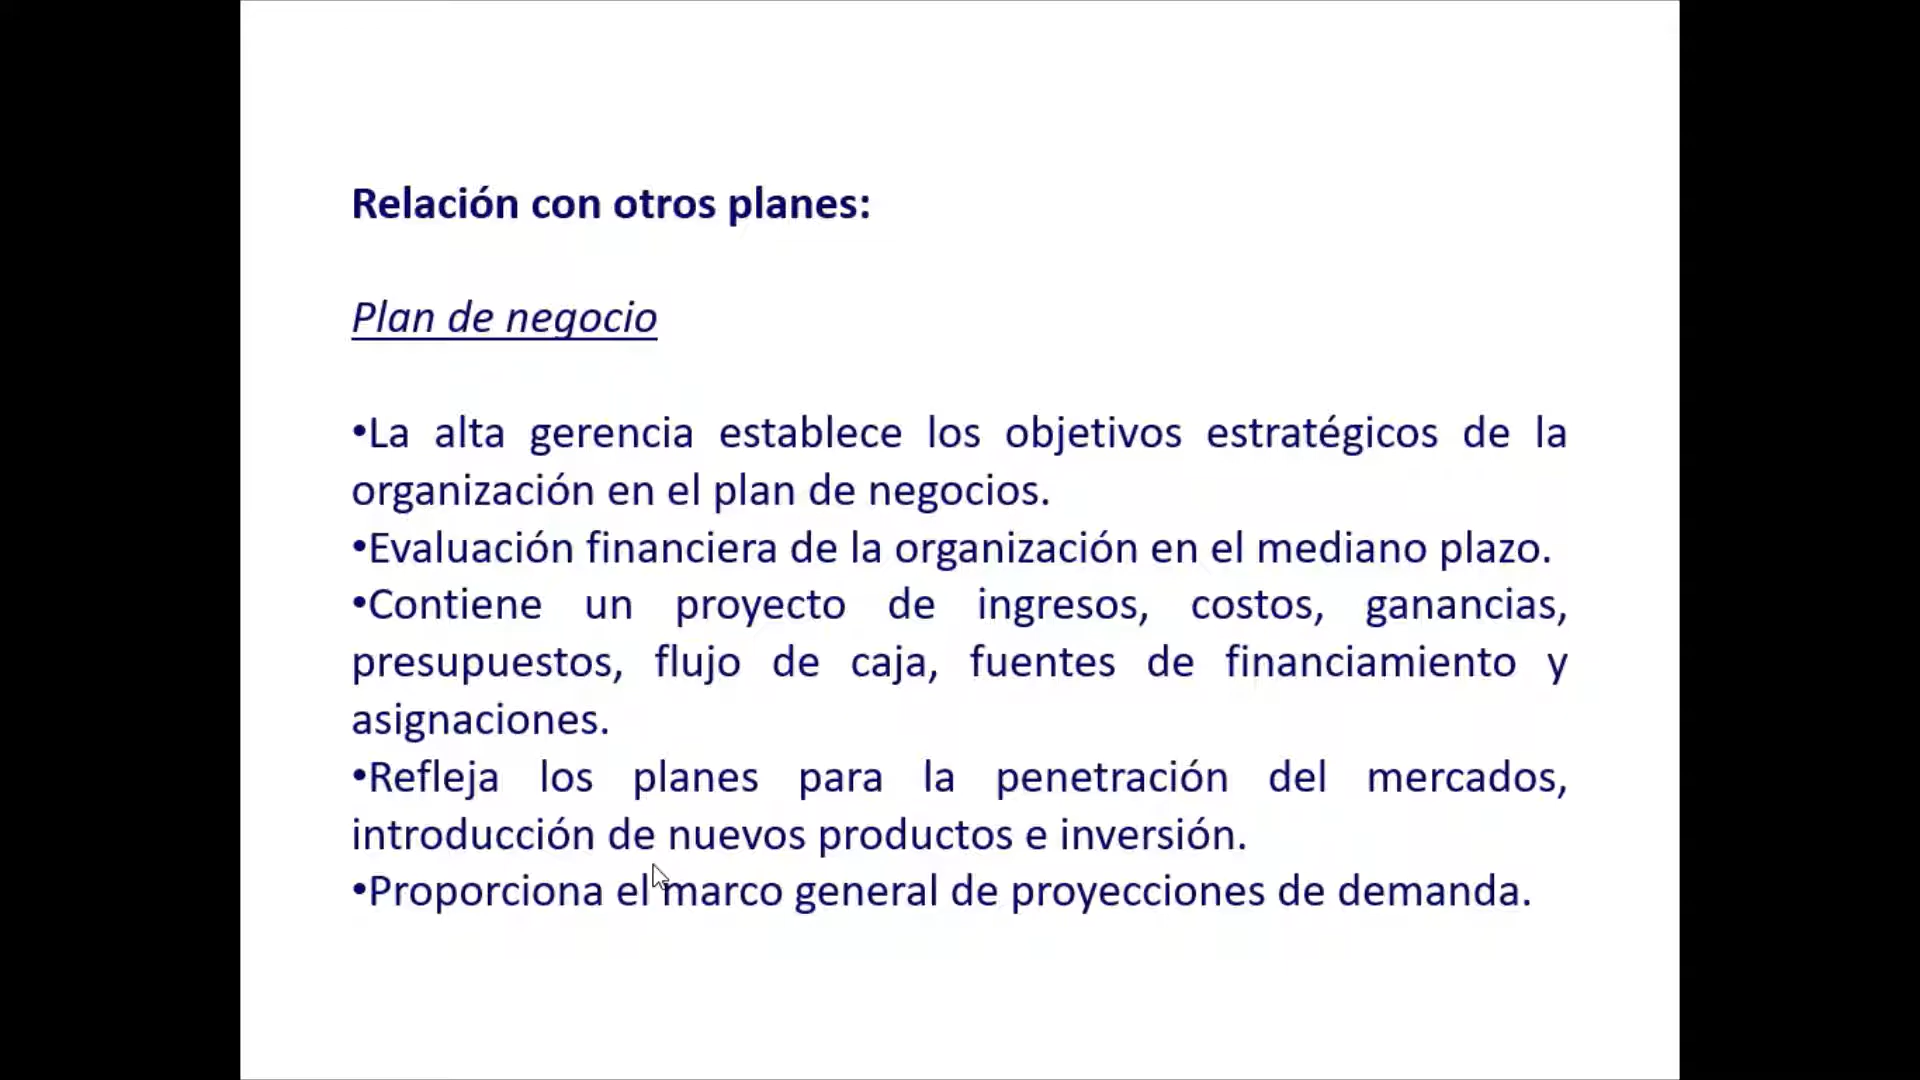 Relación con otros planes:
Plan de negocio
•La alta gerencia establece los objetivos estratégicos de la
organización en el plan de negocios.
•Evaluación financiera de la organización en el mediano plazo.
•Contiene un proyecto de ingresos, costos, ganancias,
presupuestos, flujo de caja, fuentes de financiamiento y
asignaciones.
•Refleja los planes para la penetración del mercados,
introducción de nuevos productos e inversión.
•Proporciona el marco general de proyecciones de demanda.